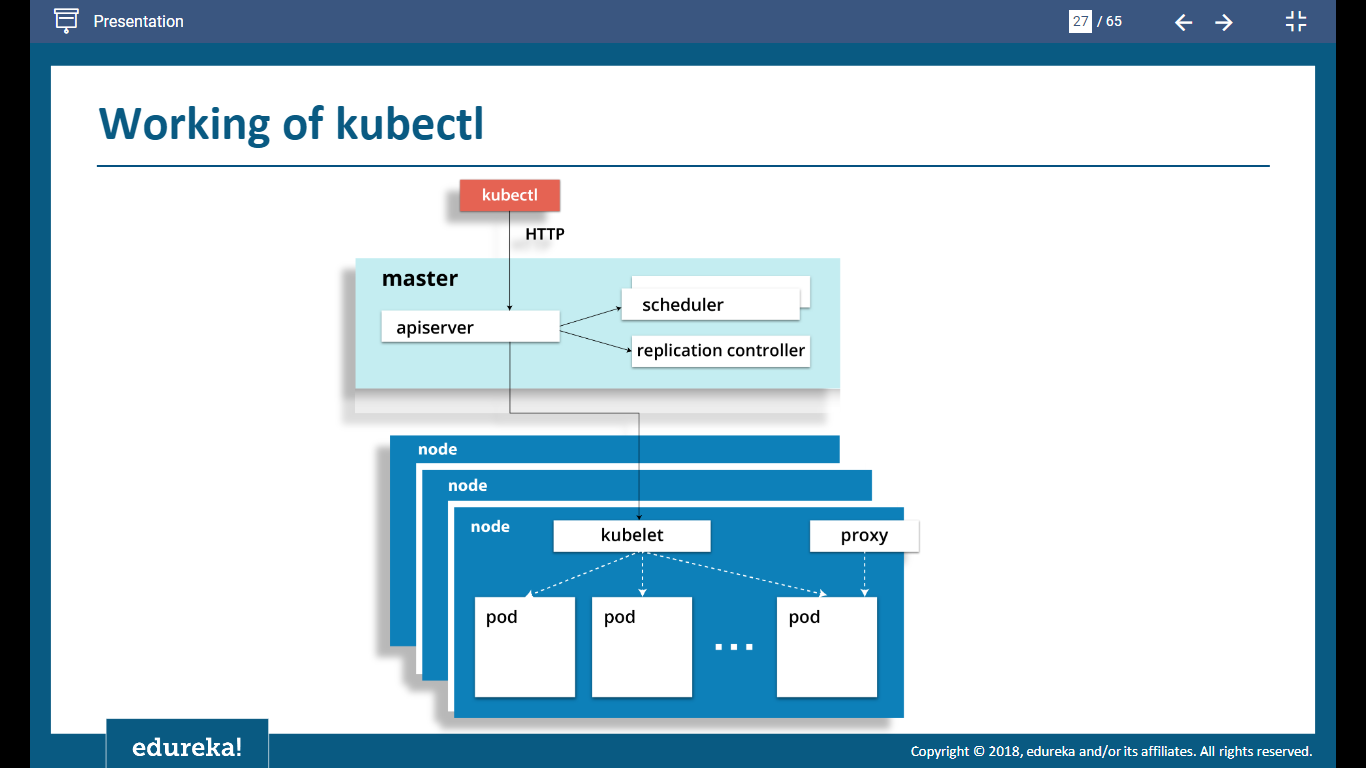 Presentation
27 / 65
Working of kubectl
kubectl
HTTP
master
scheduler
apiserver
replication controller
node
node
node
kubelet
proxy
pod
pod
...
pod
edureka!
Copyright © 2018, edureka and/or its affiliates. All rights reserved.